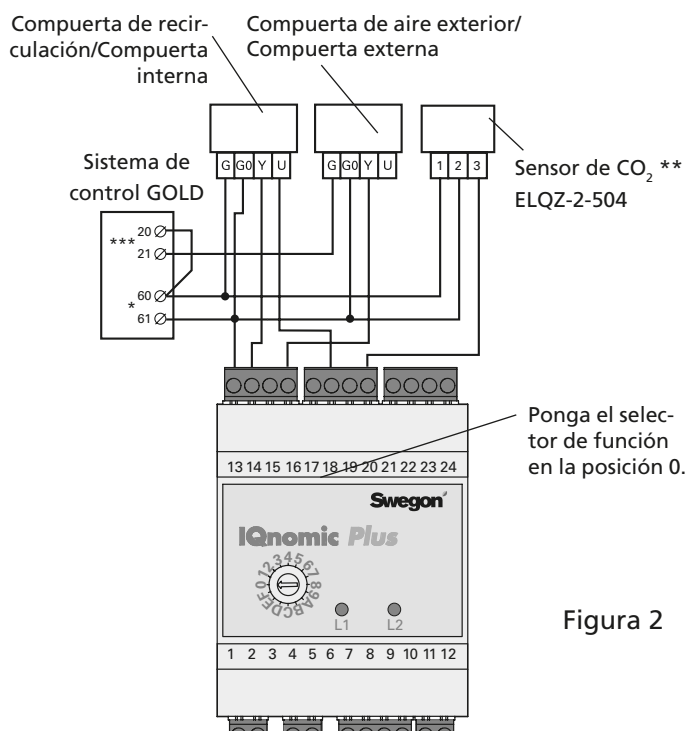 Compuerta de recir-
culación/Compuerta
interna
Compuerta de aire exterior/
Compuerta externa
G G0 Y U
G G0 Y U
1 2 3
Sistema de
control GOLD
Sensor de CO2 **
ELQZ-2-504
20
***
21
60
*
61
Ponga el selec-
tor de función
en la posición 0.
13 14 15 16 17 18 19 20 21 22 23 24
Swegon
IQnomic Plus
0 1 2 3 4 5 6 7 8 9 A B C D E F
L1 L2
1 2 3 4 5 6 7 8 9 10 11 12
Figura 2